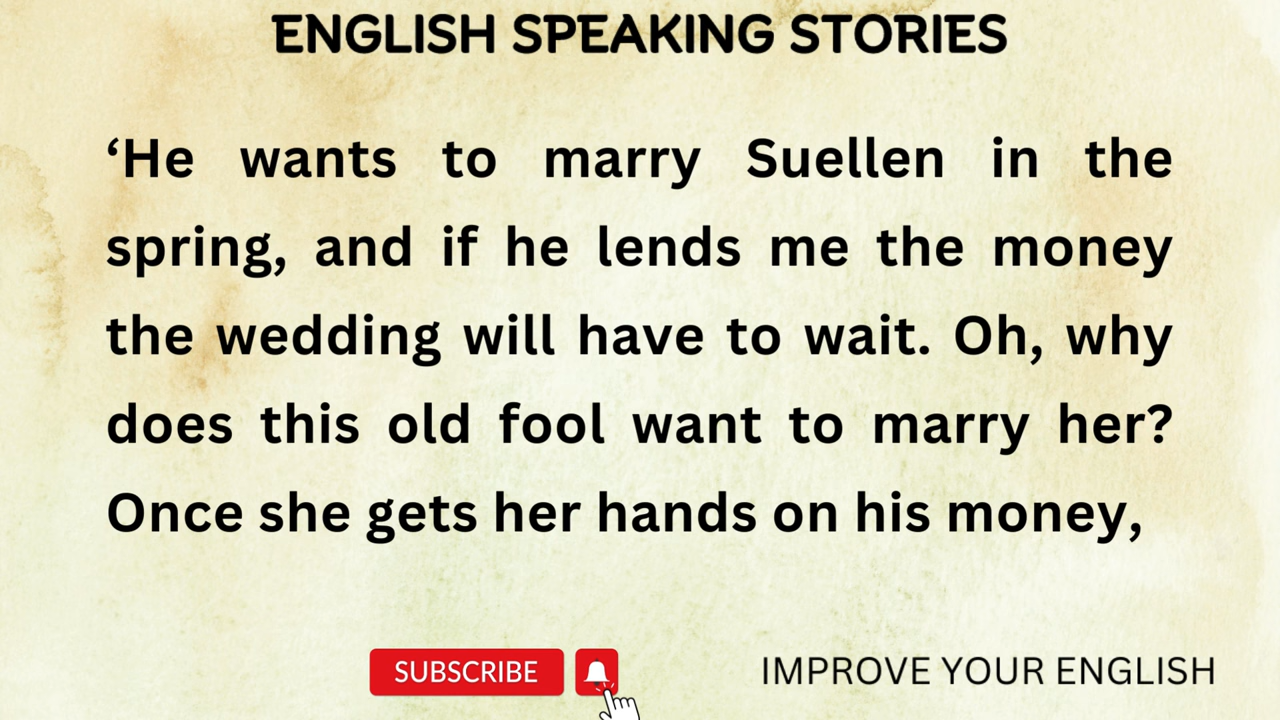 ENGLISH SPEAKING STORIES
‘He wants to marry Suellen in the
spring, and if he lends me the money
the wedding will have to wait. Oh, why
does this old fool want to marry her?
Once she gets her hands on his money,
SUBSCRIBE
IMPROVE YOUR ENGLISH